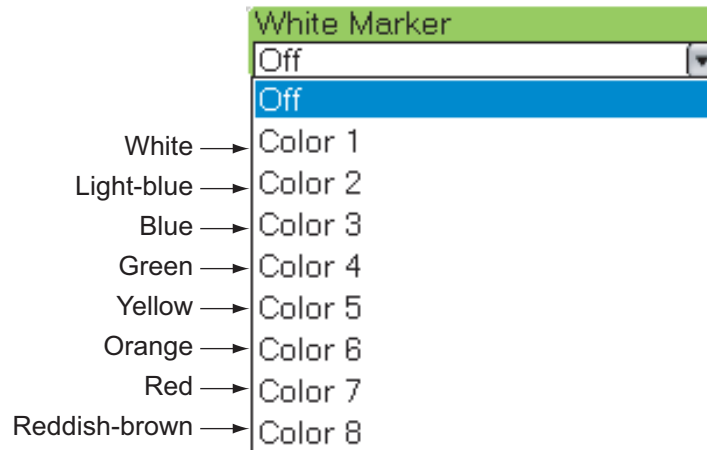 White Marker
Off
Off
White Color 1
Light-blue Color 2
Blue Color 3
Green Color 4
Yellow Color 5
Orange Color 6
Red Color 7
Reddish-brown Color 8